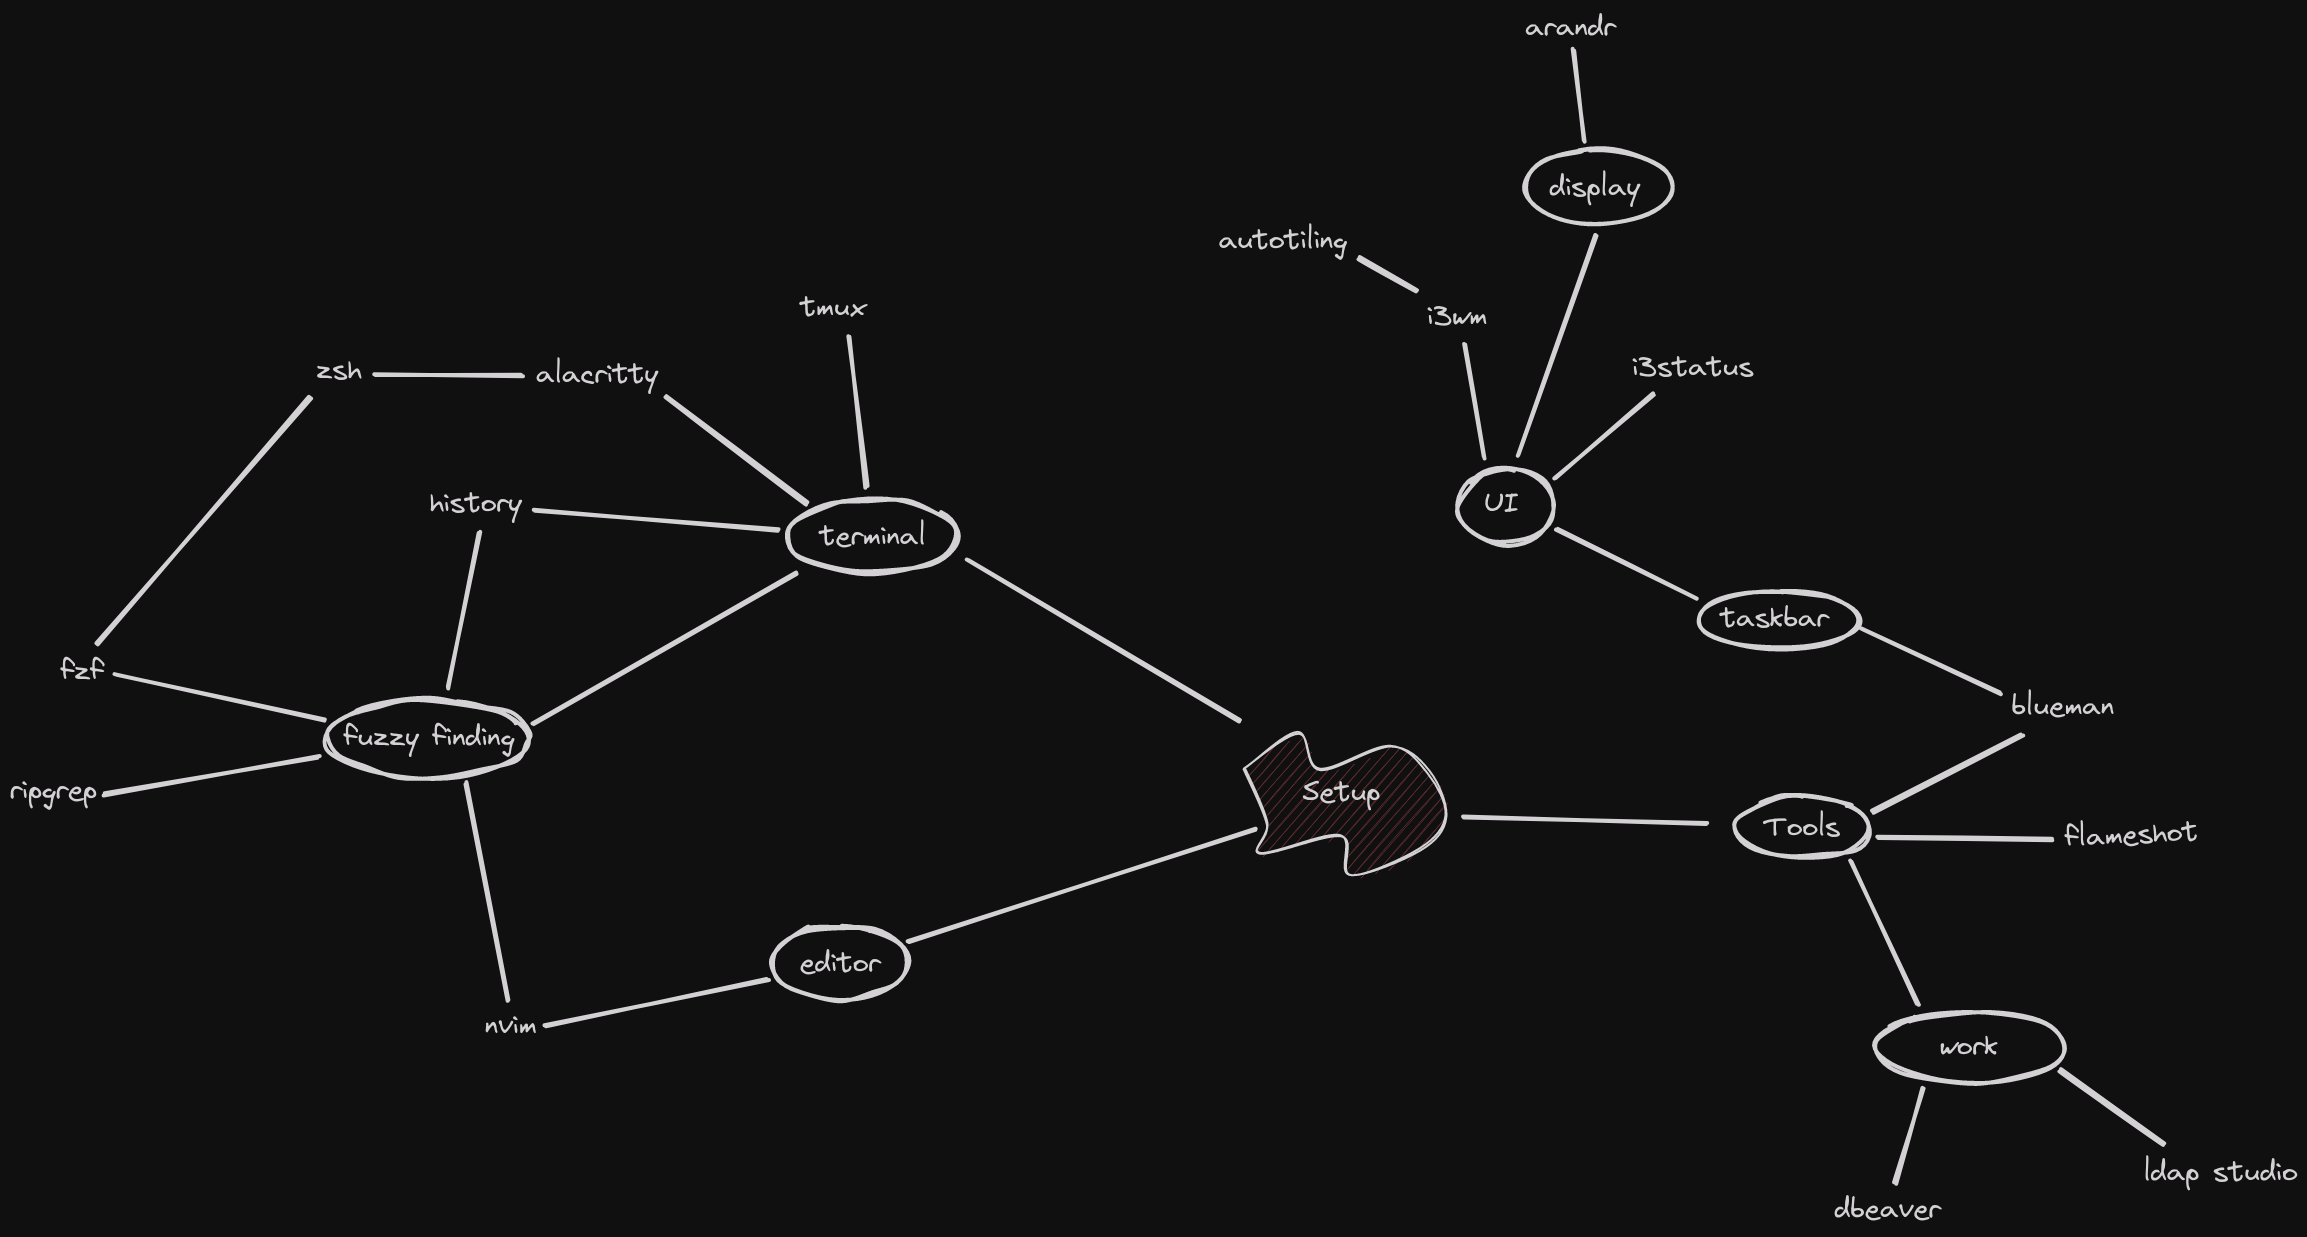 arandr
display
autotiling
i3wm
tmux
i3status
zsh
alacritty
history
terminal
UI
taskbar
fzf
blueman
fuzzy finding
ripgrep
Setup
Tools
flameshot
editor
nvim
work
ldap studio
dbeaver